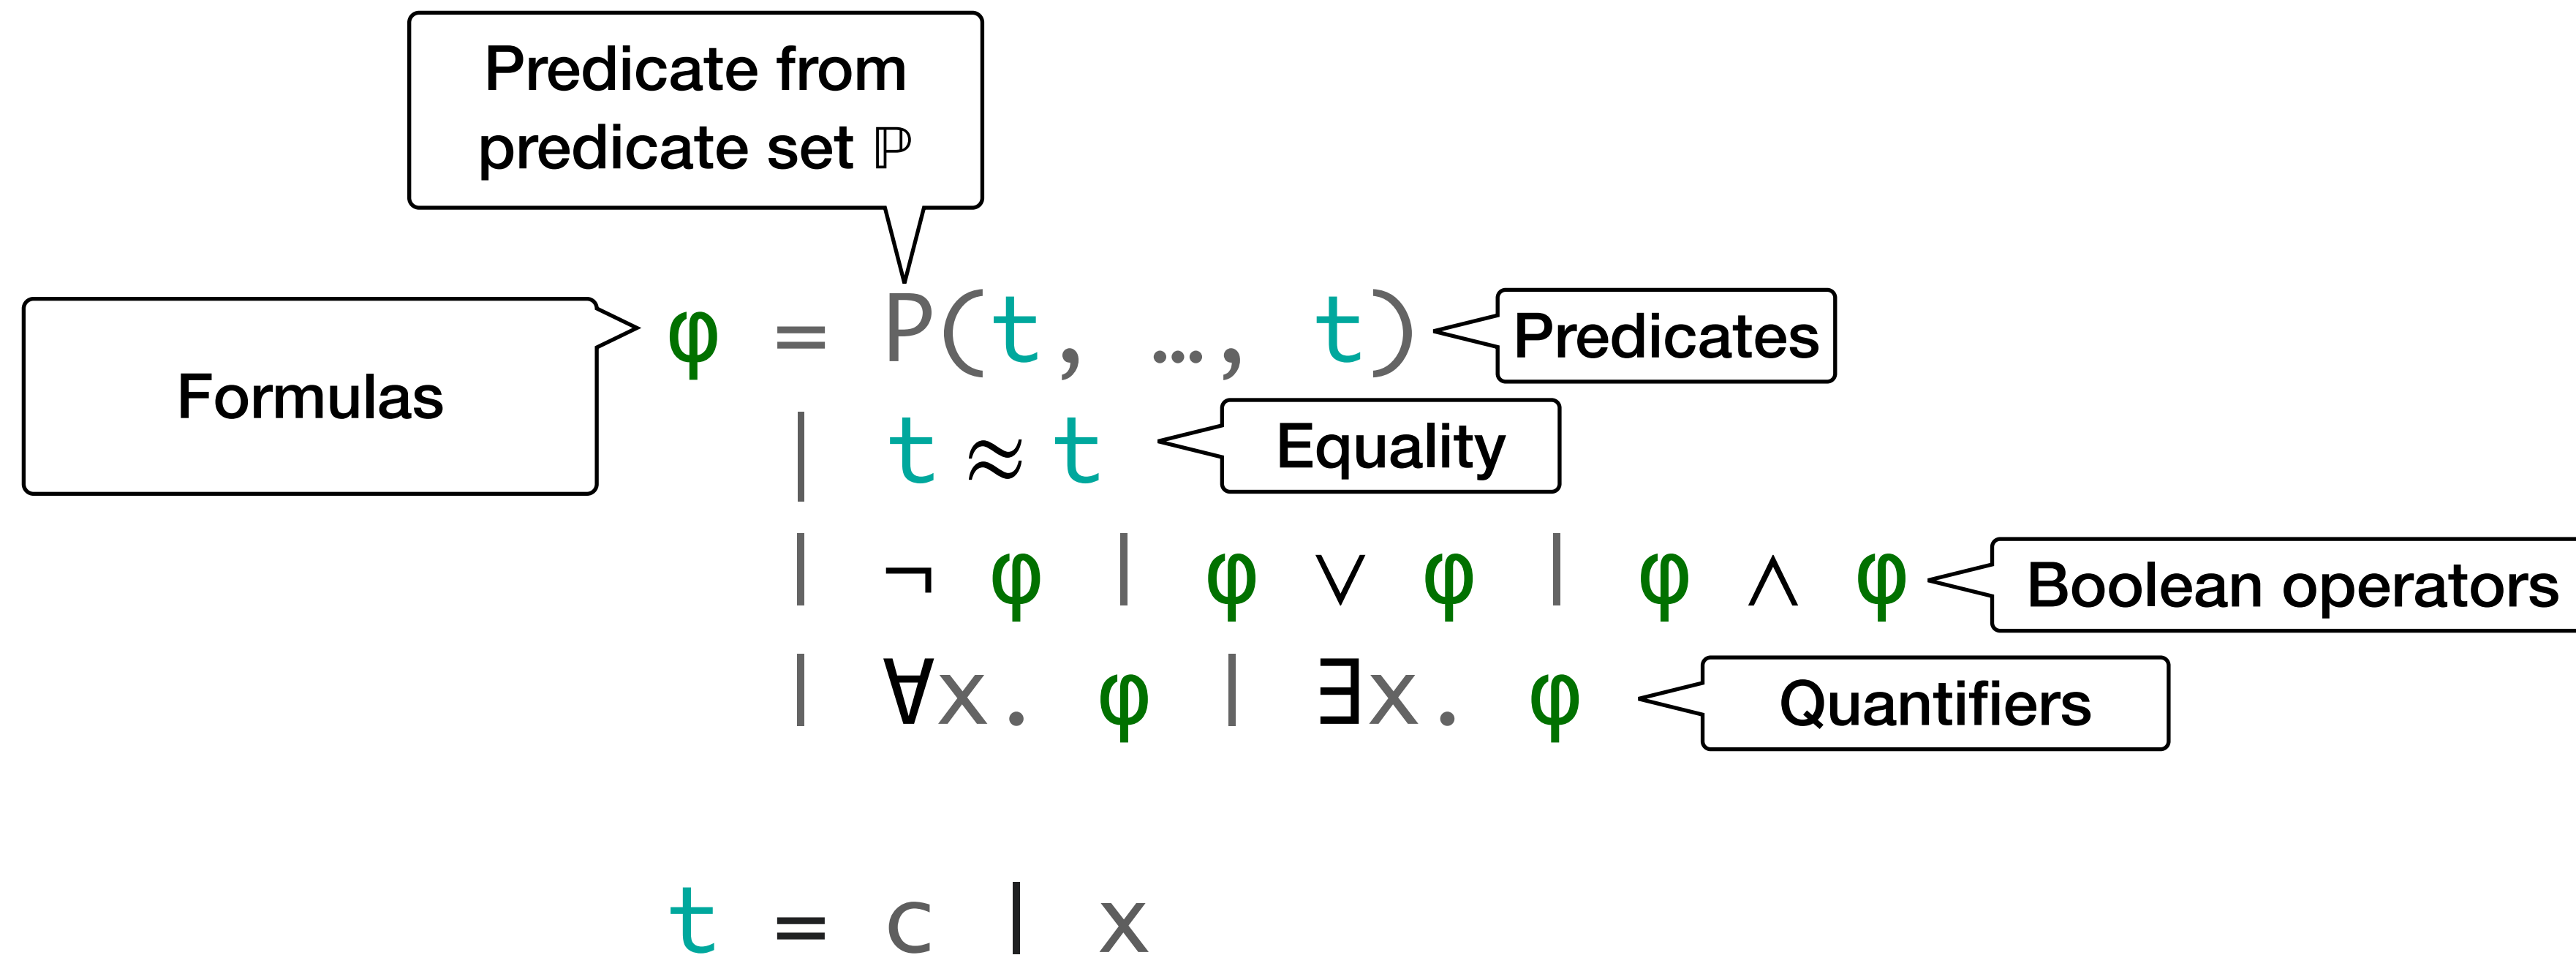 Predicate from
predicate set ℙ
Formulas
φ = P(t, …, t)
Predicates
| t ≈ t
Equality
| ¬ φ | φ ∨ φ | φ ∧ φ
Boolean operators
| ∀x. φ | ∃x. φ
Quantifiers
t = c | x